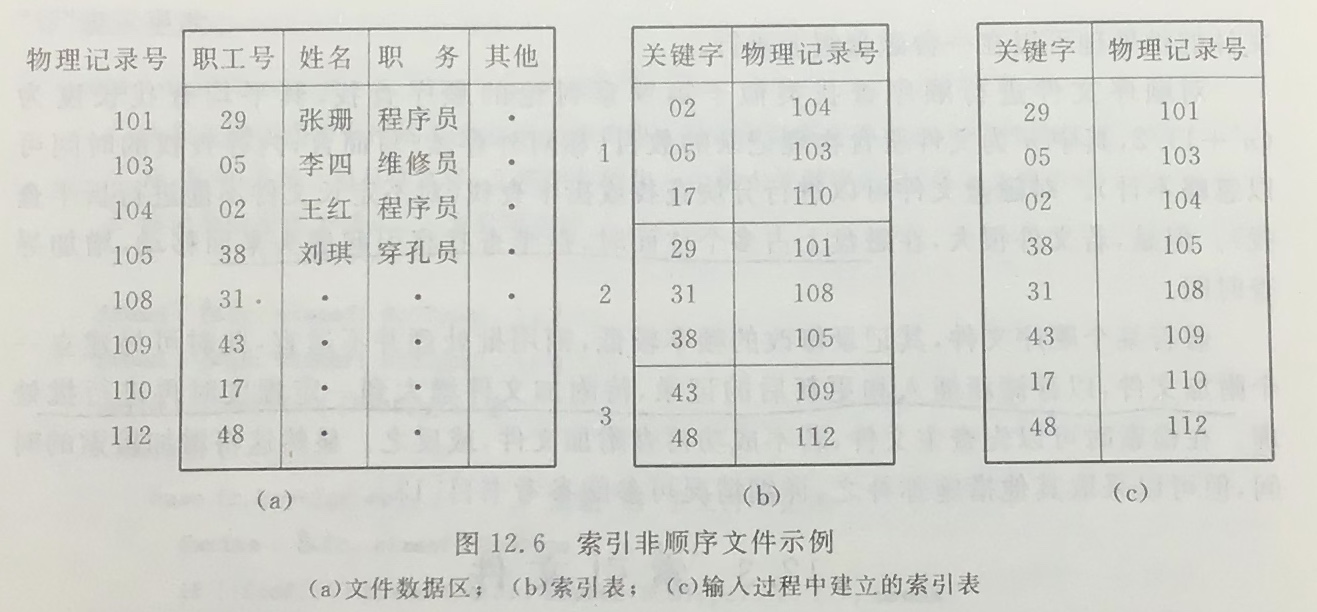 物理记录号 职工号 姓名 职 务 其他
101 29 张珊 程序员 ·
103 05 李四 维修员 ·
104 02 王红 程序员 ·
105 38 刘琪 穿孔员 ·
108 31 · · ·
109 43 · ·
110 17 · ·
112 48 · ·
(a)
关键字 物理记录号
02 104
1 05 103
17 110
29 101
2 31 108
38 105
43 109
3
48 112
(b)
关键字 物理记录号
29 101
05 103
02 104
38 105
31 108
43 109
17 110
48 112
(c)
图 12.6 索引非顺序文件示例
(a)文件数据区; (b)索引表; (c)输入过程中建立的索引表